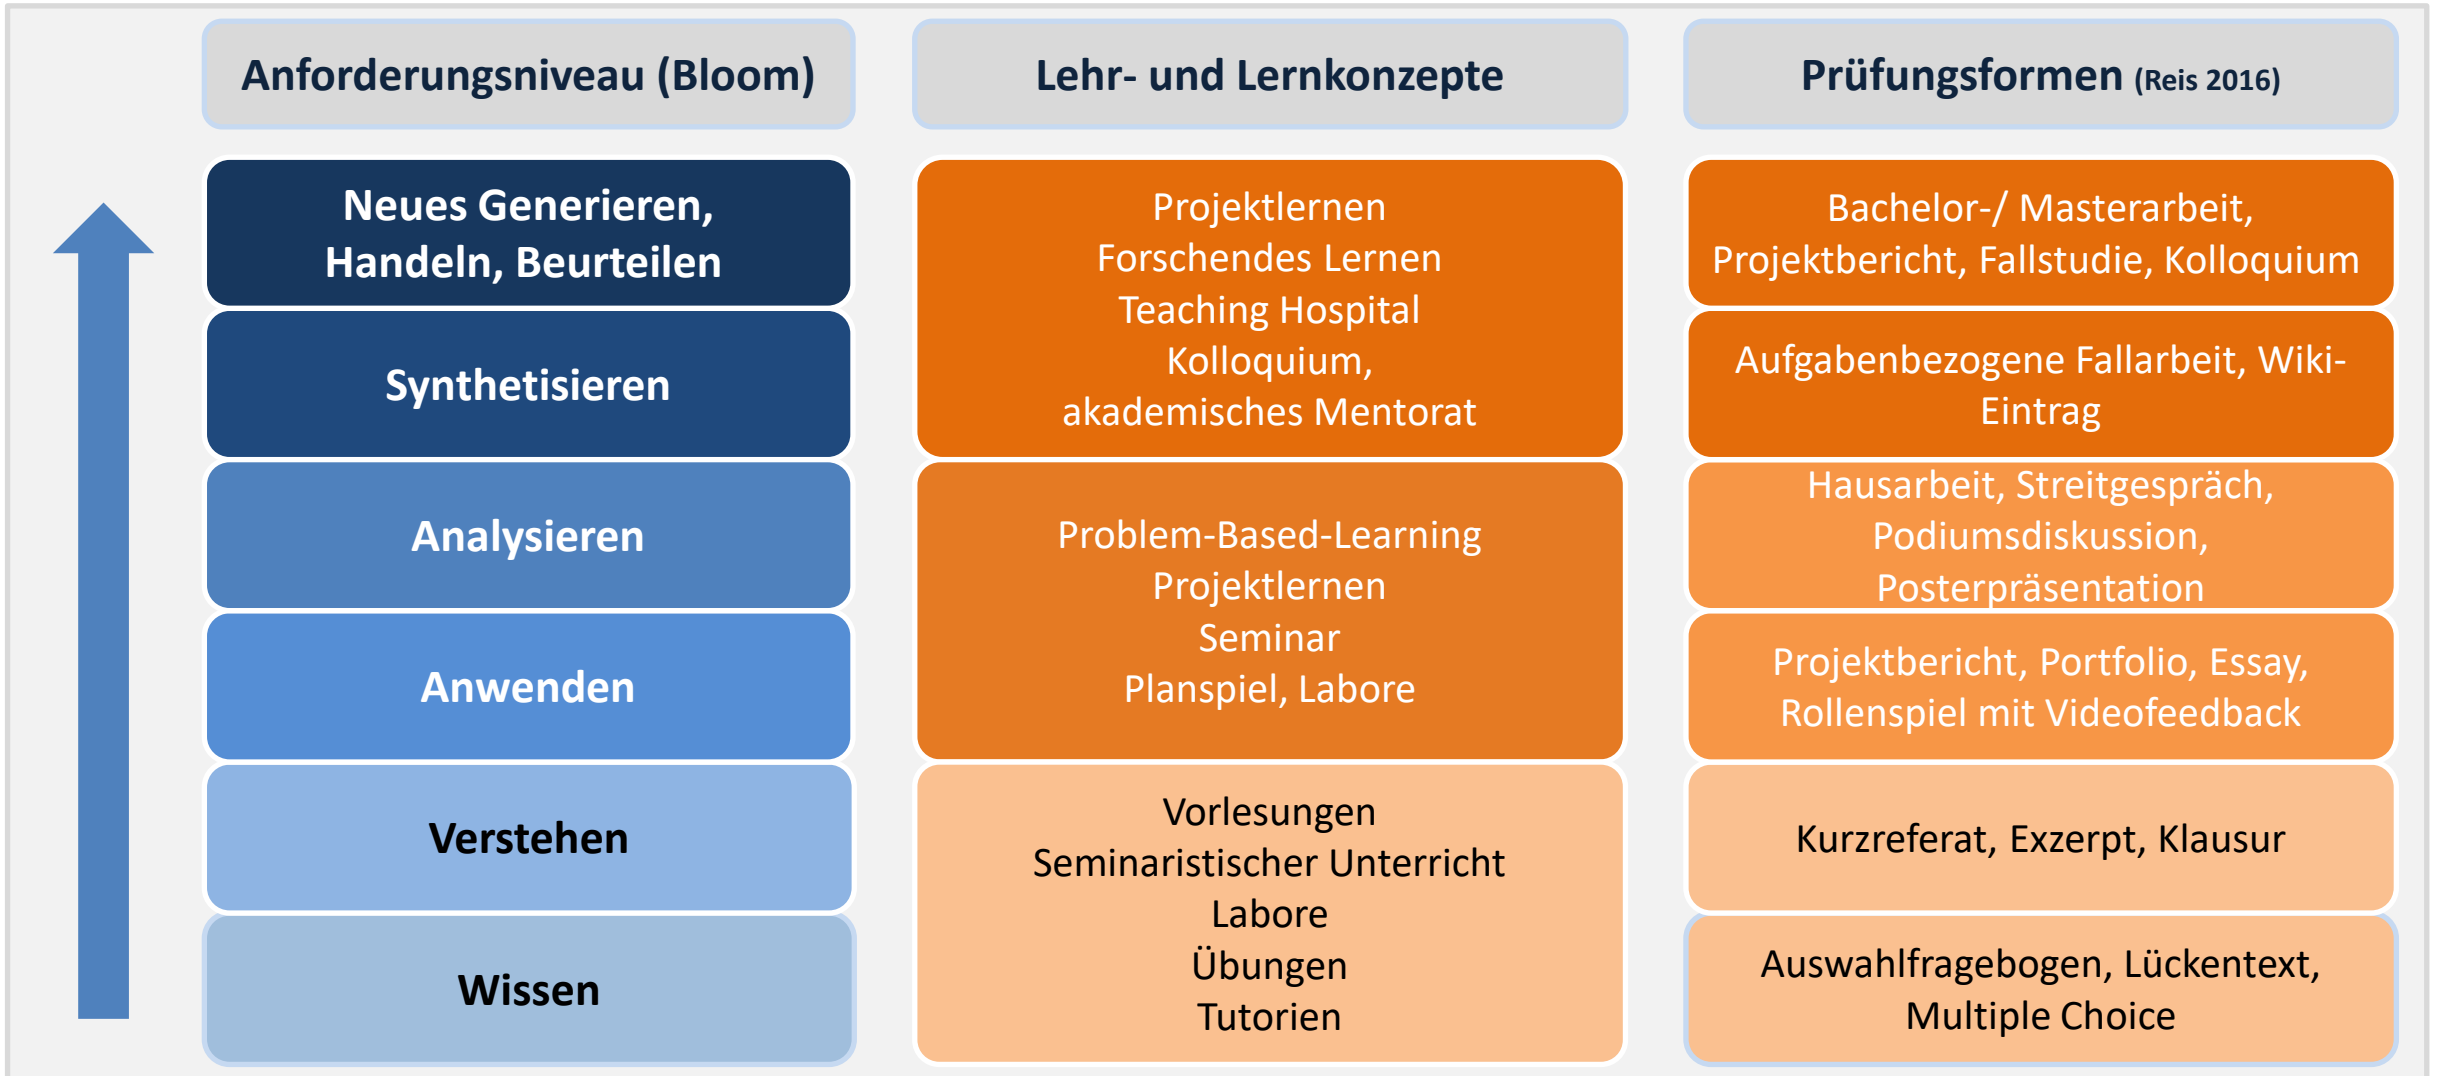 Anforderungsniveau (Bloom)
Lehr- und Lernkonzepte
Prüfungsformen (Reis 2016)
Neues Generieren,
Handeln, Beurteilen
Synthetisieren
Analysieren
Anwenden
Verstehen
Wissen
Projektlernen
Forschendes Lernen
Teaching Hospital
Kolloquium,
akademisches Mentorat
Problem-Based-Learning
Projektlernen
Seminar
Planspiel, Labore
Vorlesungen
Seminaristischer Unterricht
Labore
Übungen
Tutorien
Bachelor-/ Masterarbeit,
Projektbericht, Fallstudie, Kolloquium
Aufgabenbezogene Fallarbeit, Wiki-
Eintrag
Hausarbeit, Streitgespräch,
Podiumsdiskussion,
Posterpräsentation
Projektbericht, Portfolio, Essay,
Rollenspiel mit Videofeedback
Kurzreferat, Exzerpt, Klausur
Auswahlfragebogen, Lückentext,
Multiple Choice